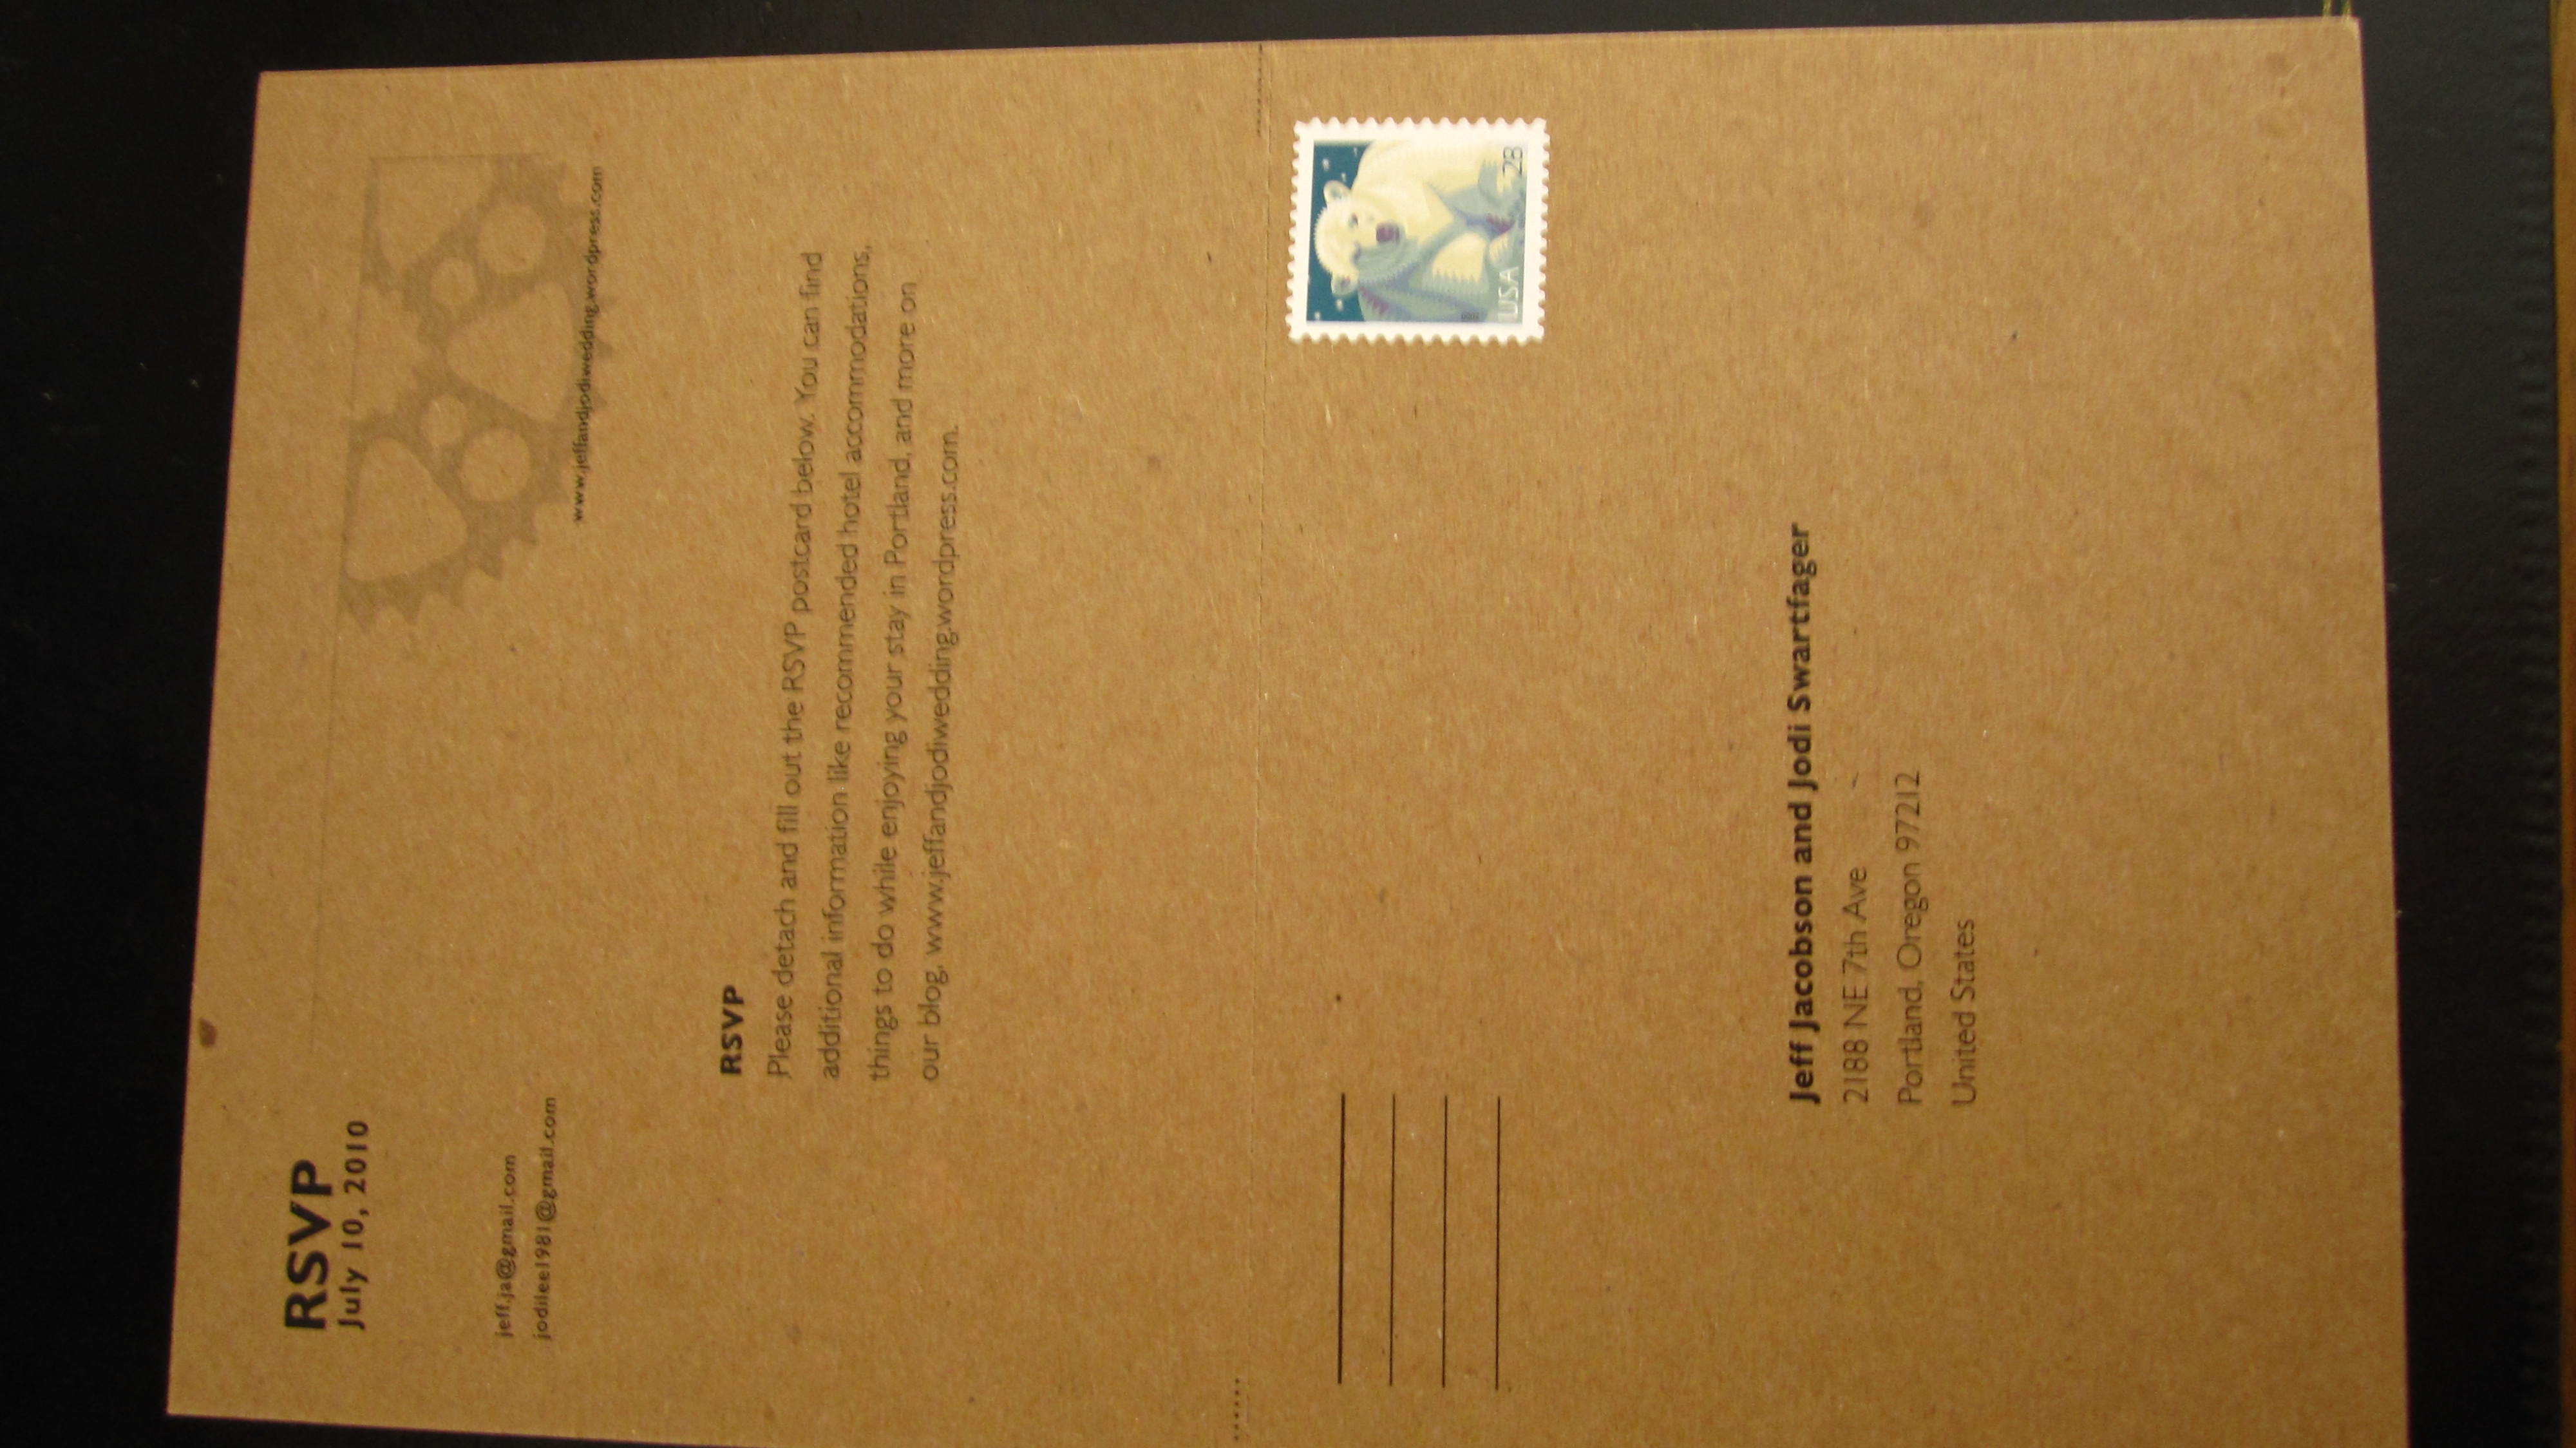 RSVP
July 10, 2010
jeff.ja@gmail.com
jodilee1981@gmail.com
www.jeffandjodiwedding.wordpress.com
RSVP
Please detach and fill out the RSVP postcard below. You can find
additional information like recommended hotel accommodations,
things to do while enjoying your stay in Portland, and more on
our blog, www.jeffandjodiwedding.wordpress.com.
USA 28
Jeff Jacobson and Jodi Swartfager
2188 NE 7th Ave
Portland, Oregon 97212
United States